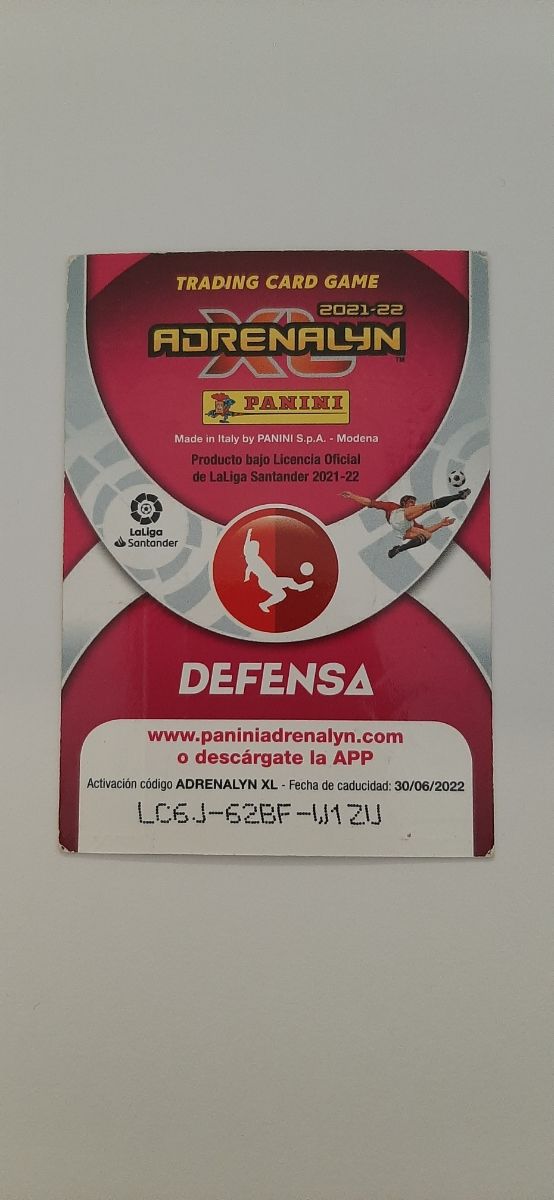 TRADING CARD GAME
2021-22
ADRENALYN
XL™
PANINI
Made in Italy by PANINI S.p.A. - Modena
Producto bajo Licencia Oficial
de LaLiga Santander 2021-22
LaLiga
Santander
DEFENSA
www.paniniadrenalyn.com
o descárgate la APP
Activación código ADRENALYN XL - Fecha de caducidad: 30/06/2022
LC6J-62BF-W1ZU